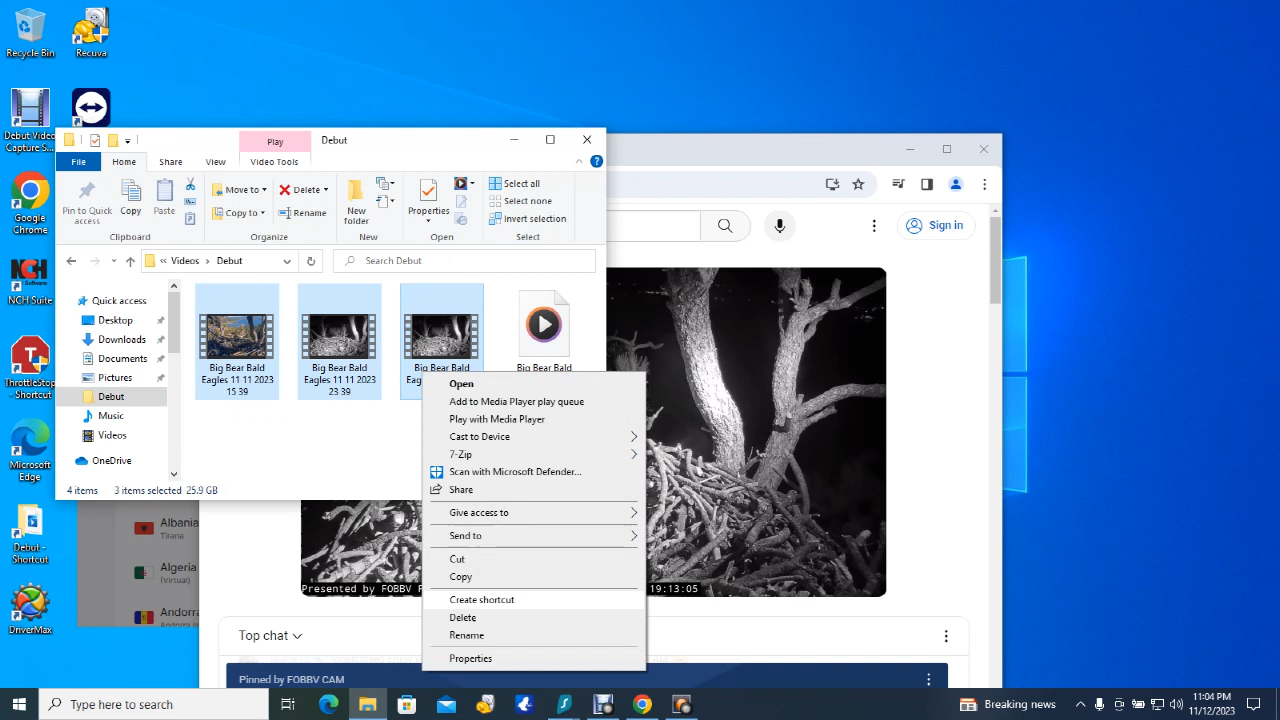 Recycle Bin
Recuva
Debut Video
Capture S...
Google
Chrome
NCH Suite
ThrottleStop
- Shortcut
Microsoft
Edge
Debut -
Shortcut
DriverMax
Play
Debut
File
Home
Share
View
Video Tools
Pin to Quick
access
Copy
Paste
Clipboard
Move to
Copy to
Delete
Rename
Organize
New
folder
New
Properties
Open
Select all
Select none
Invert selection
Select
Videos
Debut
Search Debut
Quick access
Desktop
Downloads
Documents
Pictures
Debut
Music
Videos
OneDrive
Big Bear Bald
Eagles 11 11 2023
15 39
Big Bear Bald
Eagles 11 11 2023
23 39
Big Bear Bald
Big Bear Bald
4 items
3 items selected 25.9 GB
Open
Add to Media Player play queue
Play with Media Player
Cast to Device
7-Zip
Scan with Microsoft Defender...
Share
Give access to
Send to
Cut
Copy
Create shortcut
Delete
Rename
Properties
Sign in
Presented by FOBBV
19:13:05
Top chat
Pinned by FOBBV CAM
Albania
Tirane
Algeria
(Virtual)
Andorra
Type here to search
Breaking news
11:04 PM
11/12/2023